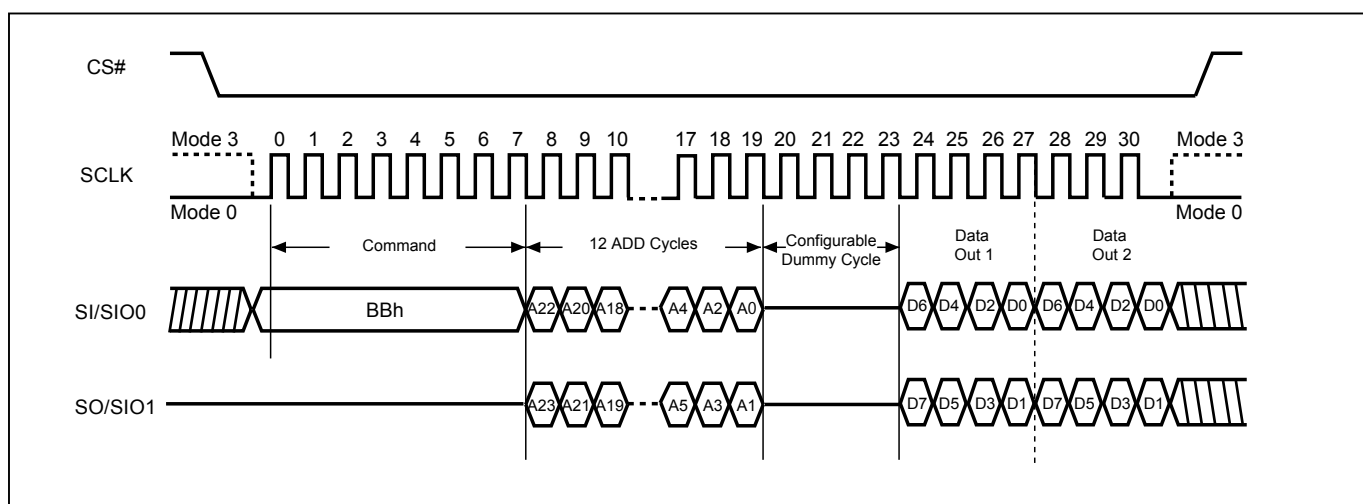 CS#
Mode 3 0 1 2 3 4 5 6 7 8 9 10 17 18 19 20 21 22 23 24 25 26 27 28 29 30 Mode 3
SCLK
Mode 0 Mode 0
Command 12 ADD Cycles Configurable Dummy Cycle Data Out 1 Data Out 2
SI/SIO0 BBh A22 A20 A18 A4 A2 A0 D6 D4 D2 D0 D6 D4 D2 D0
SO/SIO1 A23 A21 A19 A5 A3 A1 D7 D5 D3 D1 D7 D5 D3 D1